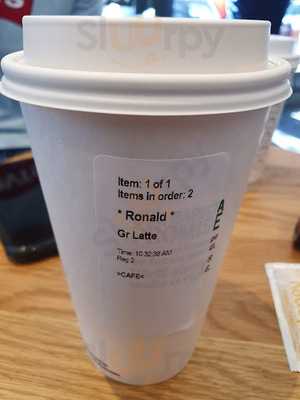 slurpy
Item: 1 of 1
Items in order: 2
* Ronald *
Gr Latte
Time: 10:32:38 AM
Reg 2
>CAFE<